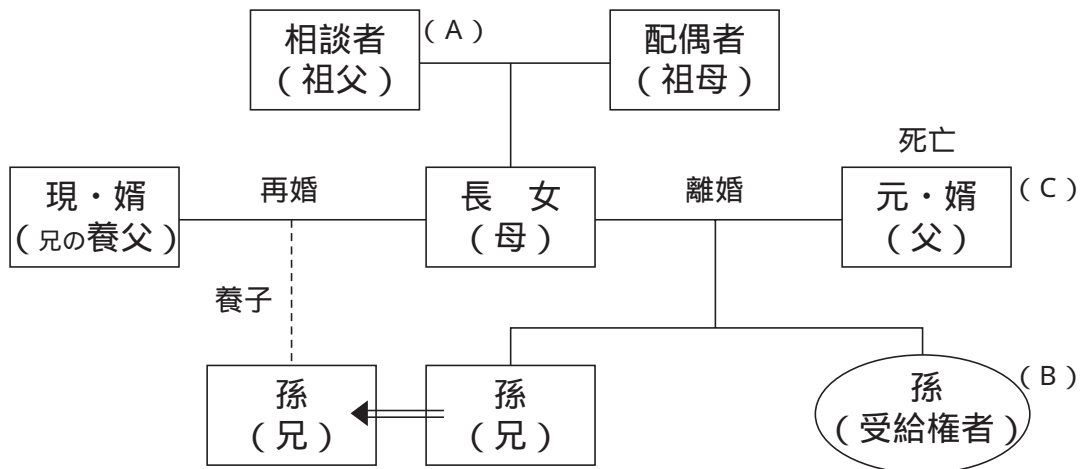 相談者
（祖父）
（A）
配偶者
（祖母）
死亡
現・婿
（兄の養父）
再婚
長　女
（母）
離婚
元・婿
（父）
（C）
養子
孫
（兄）
孫
（兄）
孫
（受給権者）
（B）